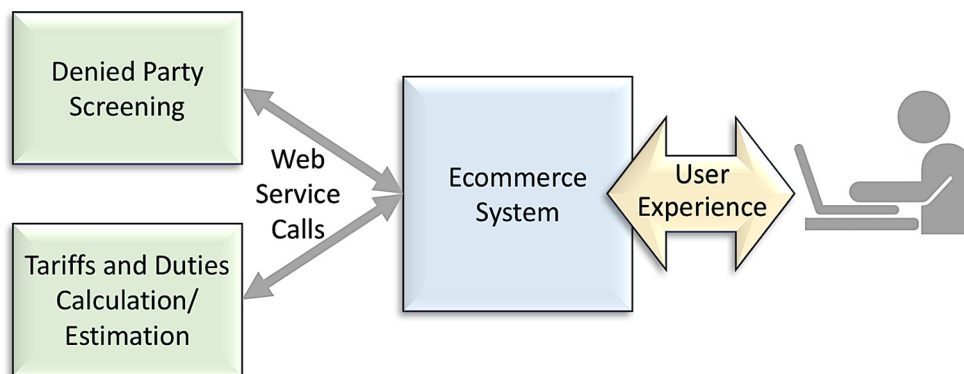 Denied Party
Screening
Web
Service
Calls
Tariffs and Duties
Calculation/
Estimation
Ecommerce
System
User
Experience